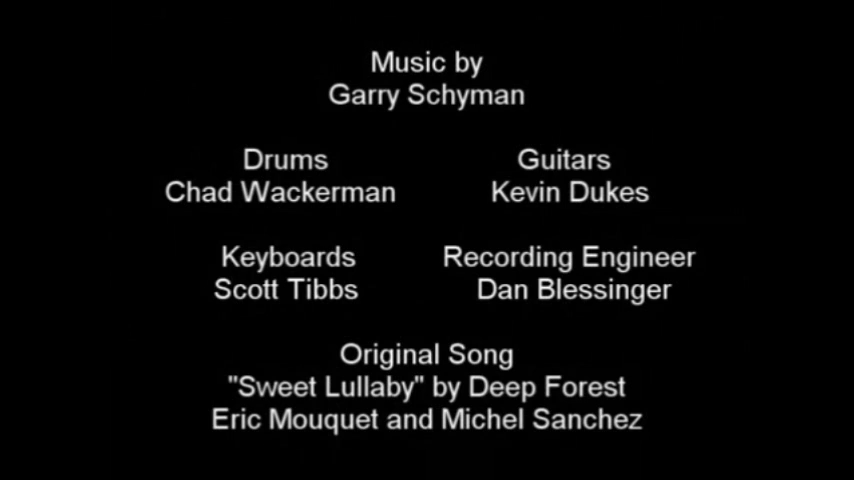 Music by
Garry Schyman
Drums
Chad Wackerman
Guitars
Kevin Dukes
Keyboards
Scott Tibbs
Recording Engineer
Dan Blessinger
Original Song
"Sweet Lullaby" by Deep Forest
Eric Mouquet and Michel Sanchez